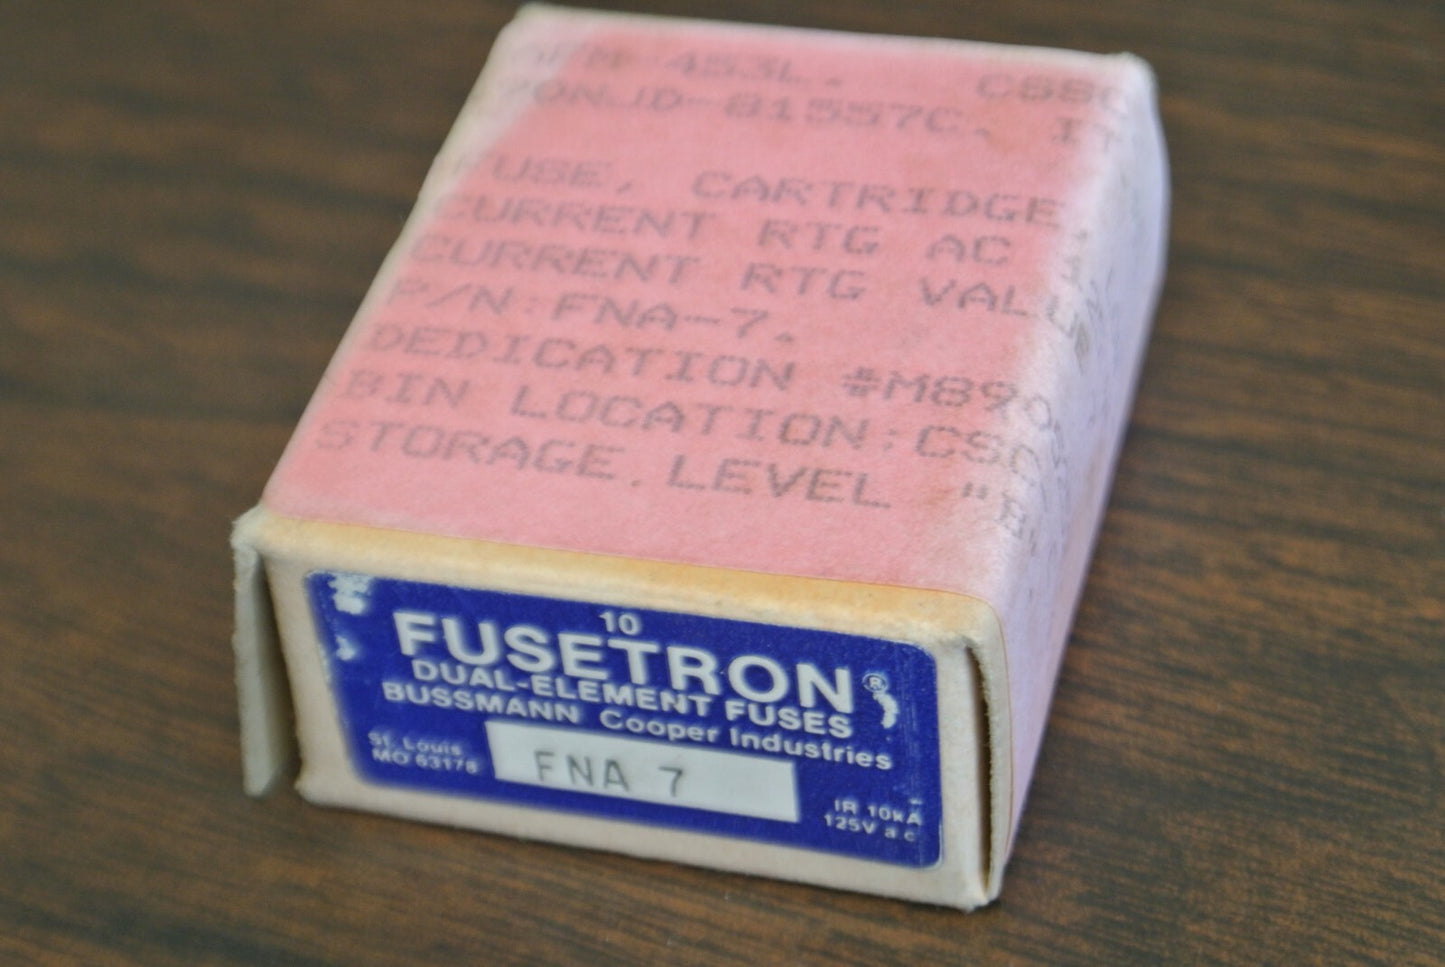 453L.
FUSE, CARTRIDGE,
CURRENT RTG AC
CURRENT RTG
P/N:FNA-7.
DEDICATION
BIN LOCATION:
STORAGE LEVEL
10
FUSETRON®
DUAL-ELEMENT FUSES
BUSSMANN Cooper Industries
St. Louis,
MO 63178
FNA 7
IR 10kA
125V a c